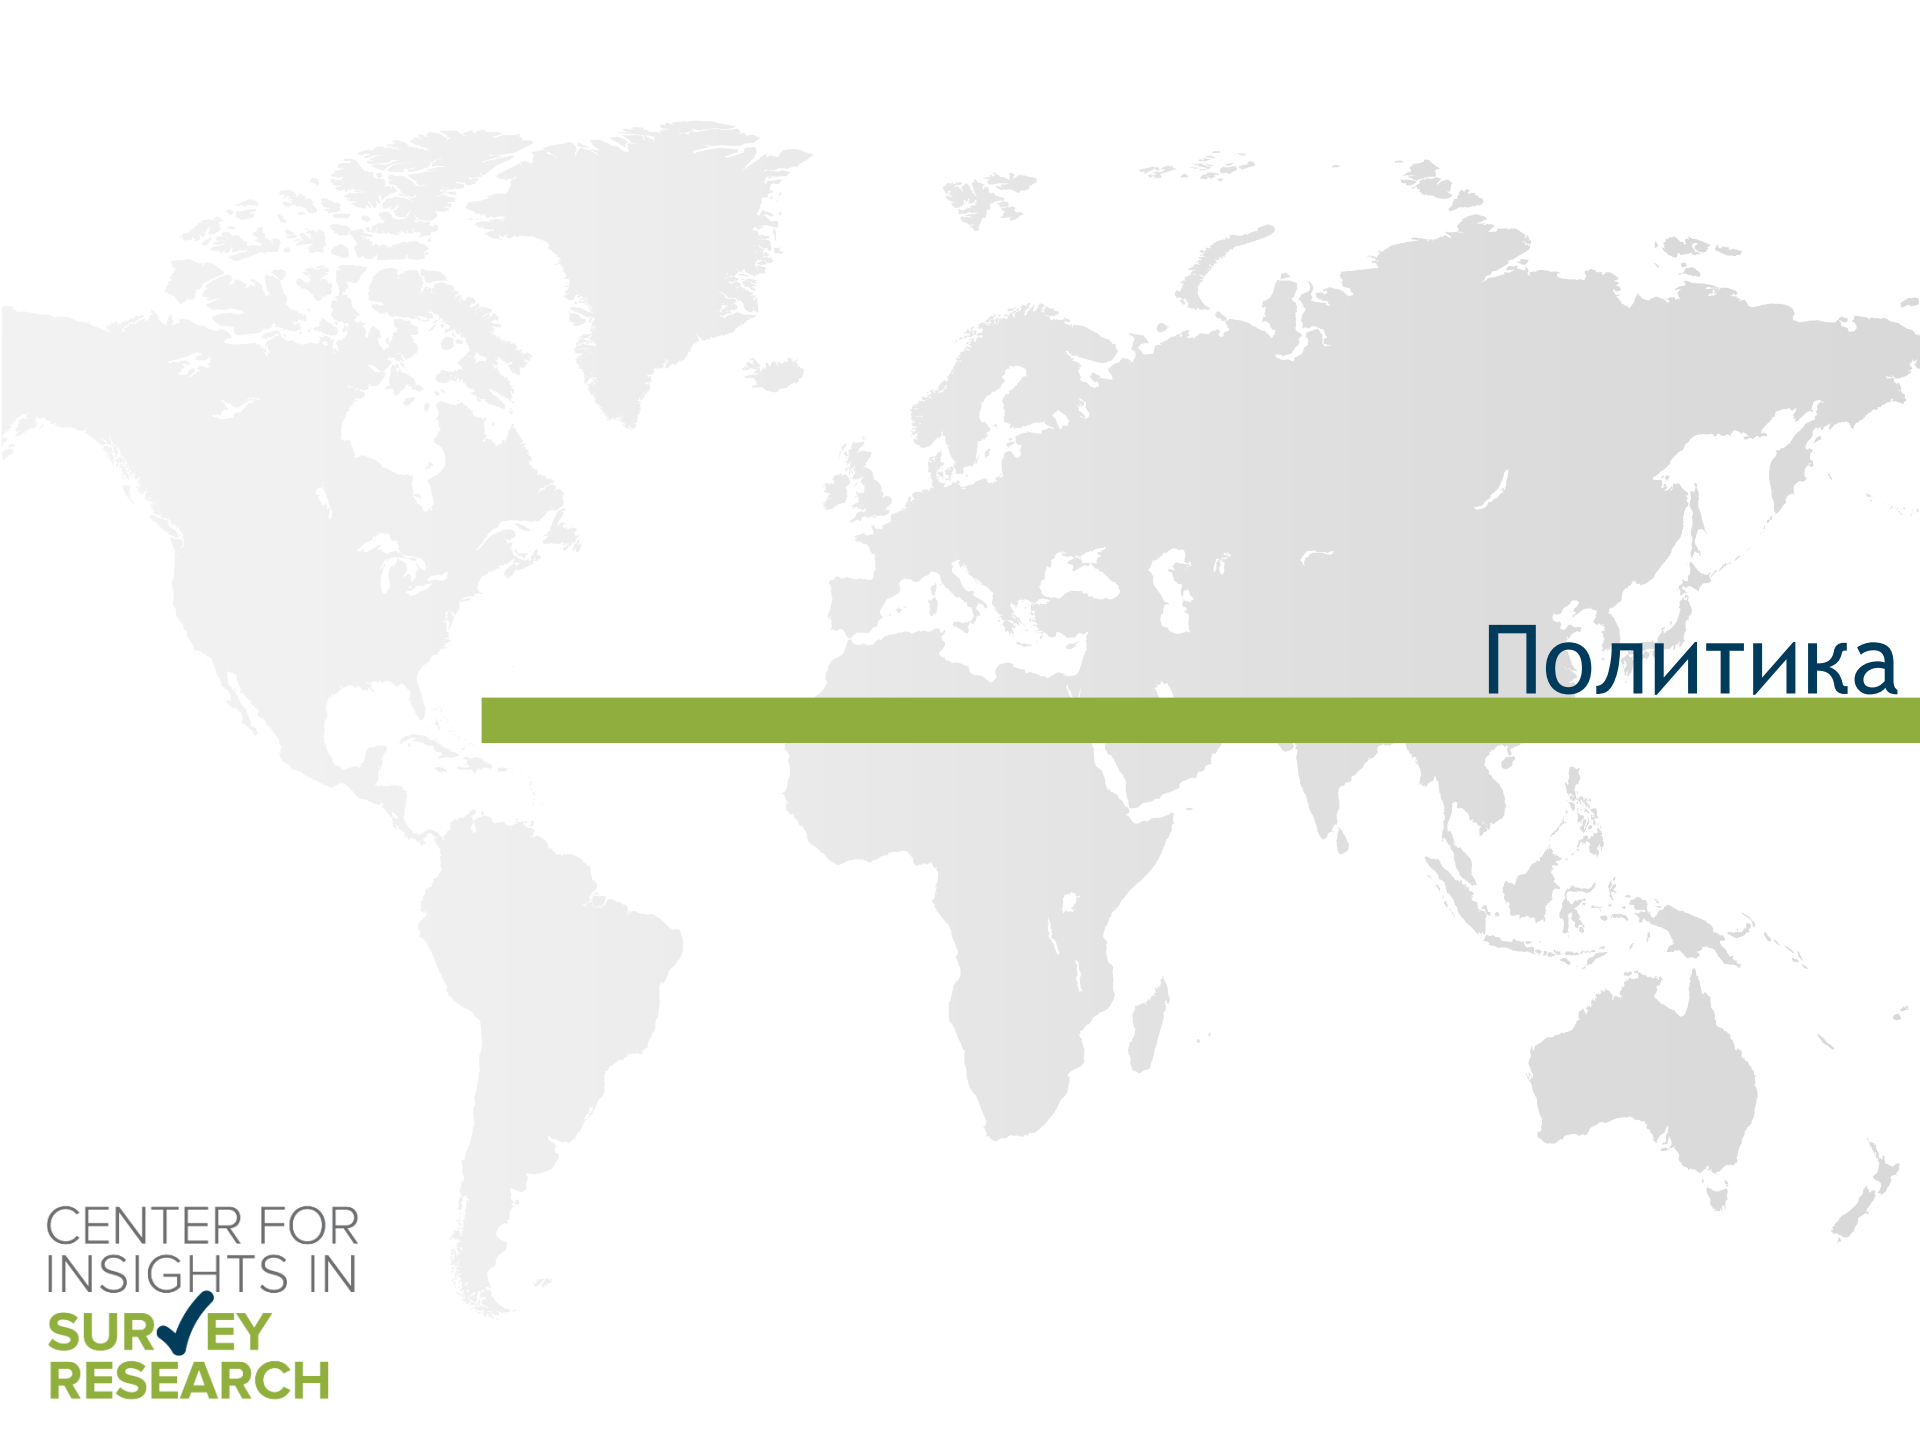 Политика
CENTER FOR
INSIGHTS IN
SURVEY
RESEARCH